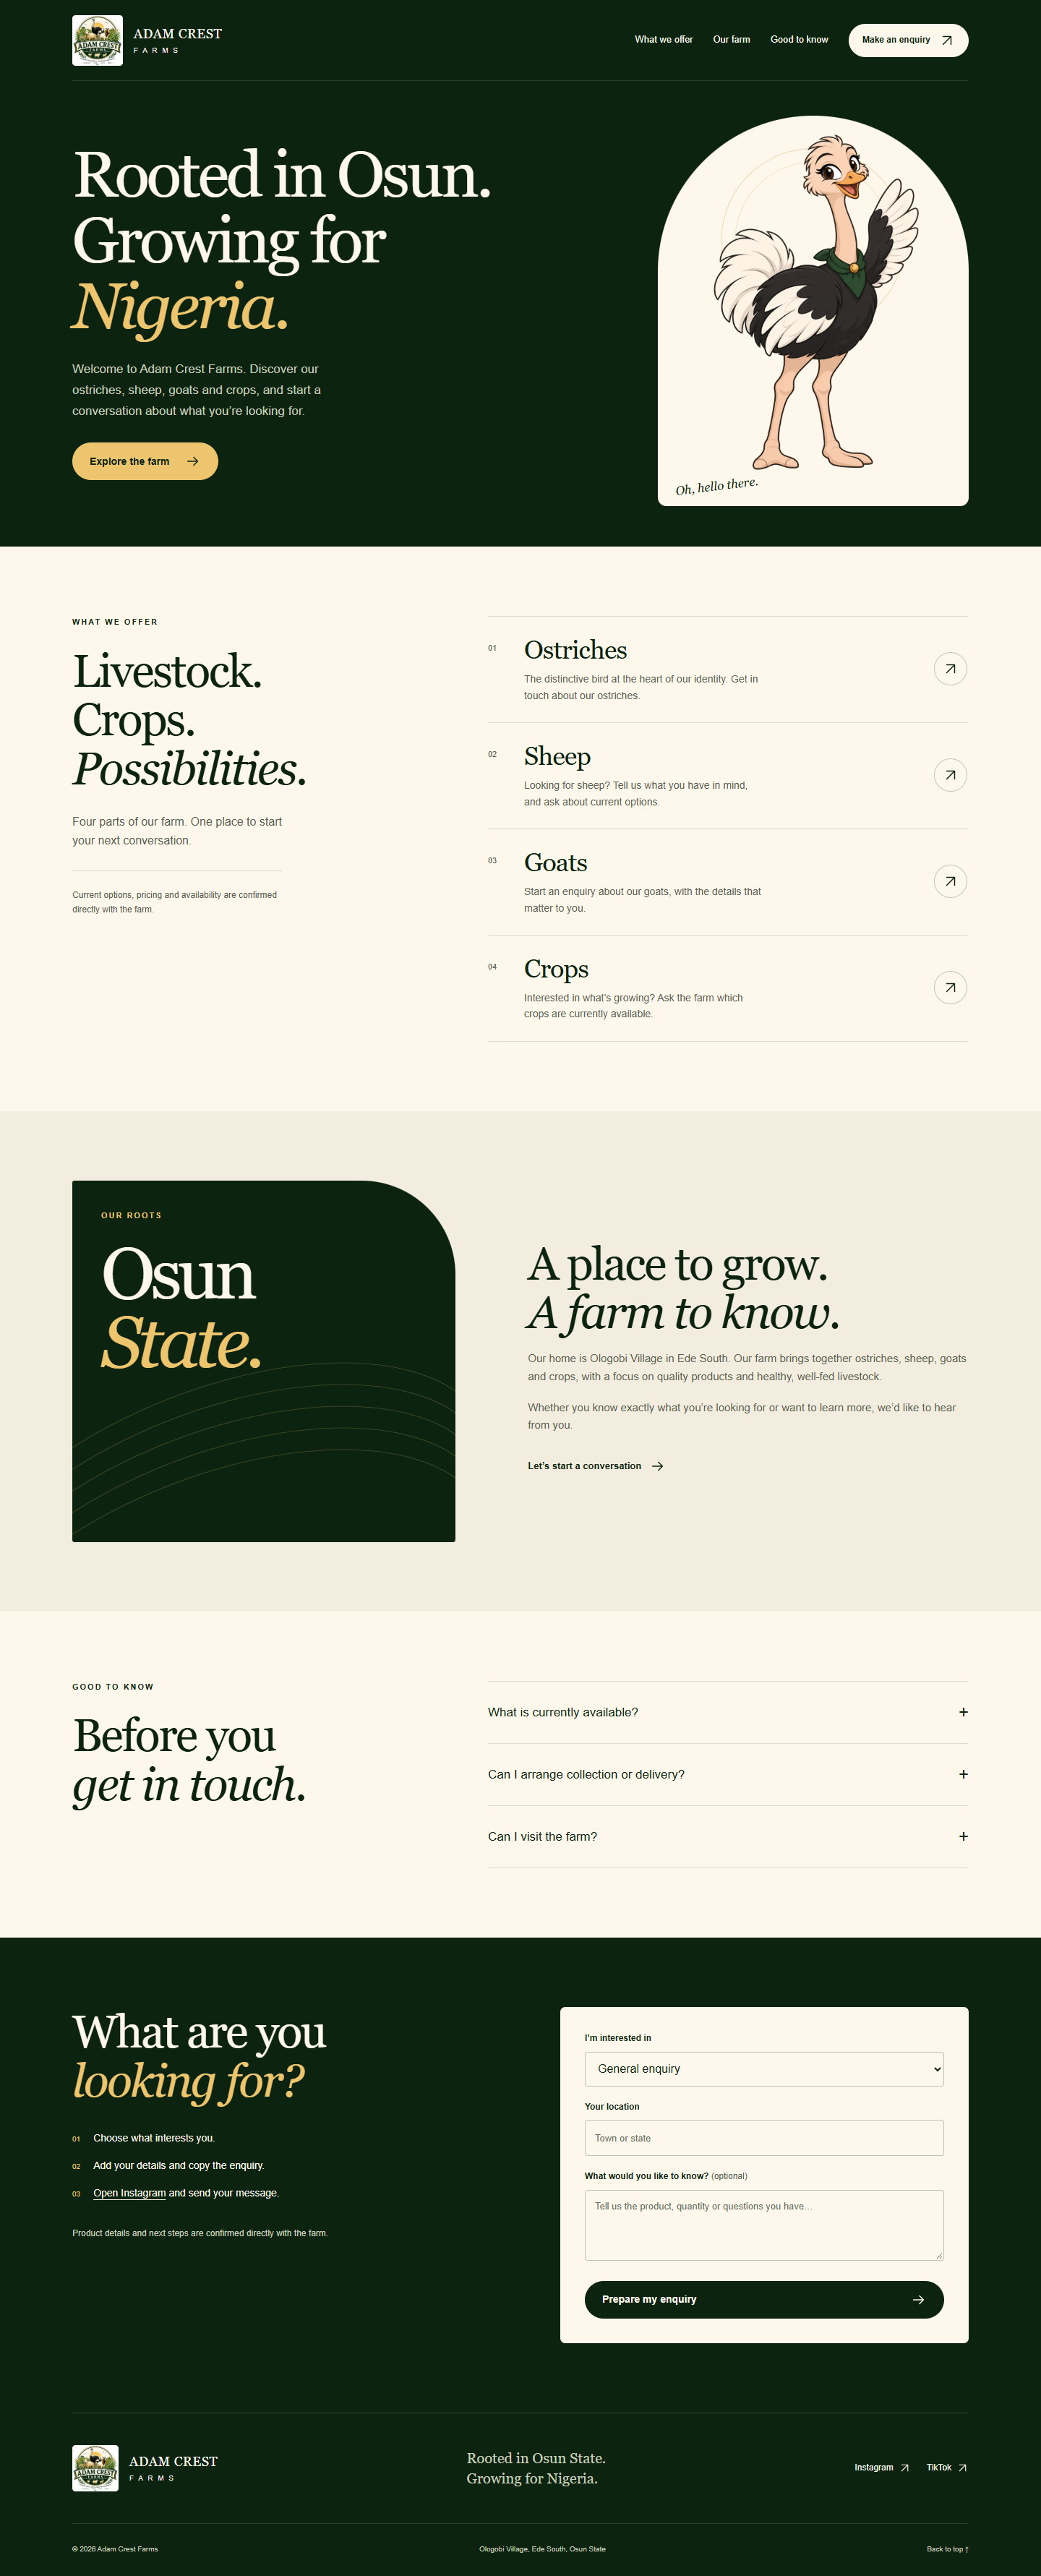 ADAM CREST
FARMS
ADAM CREST
FARMS
What we offer
Our farm
Good to know
Make an enquiry
Rooted in Osun.
Growing for
Nigeria.
Welcome to Adam Crest Farms. Discover our
ostriches, sheep, goats and crops, and start a
conversation about what you’re looking for.
Explore the farm
Oh, hello there.
WHAT WE OFFER
Livestock.
Crops.
Possibilities.
Four parts of our farm. One place to start
your next conversation.
Current options, pricing and availability are confirmed
directly with the farm.
01
Ostriches
The distinctive bird at the heart of our identity. Get in
touch about our ostriches.
02
Sheep
Looking for sheep? Tell us what you have in mind,
and ask about current options.
03
Goats
Start an enquiry about our goats, with the details that
matter to you.
04
Crops
Interested in what’s growing? Ask the farm which
crops are currently available.
OUR ROOTS
Osun
State.
A place to grow.
A farm to know.
Our home is Ologobi Village in Ede South. Our farm brings together ostriches, sheep, goats
and crops, with a focus on quality products and healthy, well-fed livestock.
Whether you know exactly what you’re looking for or want to learn more, we’d like to hear
from you.
Let’s start a conversation
GOOD TO KNOW
Before you
get in touch.
What is currently available?
Can I arrange collection or delivery?
Can I visit the farm?
What are you
looking for?
01 Choose what interests you.
02 Add your details and copy the enquiry.
03 Open Instagram and send your message.
Product details and next steps are confirmed directly with the farm.
I’m interested in
General enquiry
Your location
Town or state
What would you like to know? (optional)
Tell us the product, quantity or questions you have…
Prepare my enquiry
ADAM CREST
FARMS
ADAM CREST
FARMS
Rooted in Osun State.
Growing for Nigeria.
Instagram
TikTok
© 2026 Adam Crest Farms
Ologobi Village, Ede South, Osun State
Back to top ↑